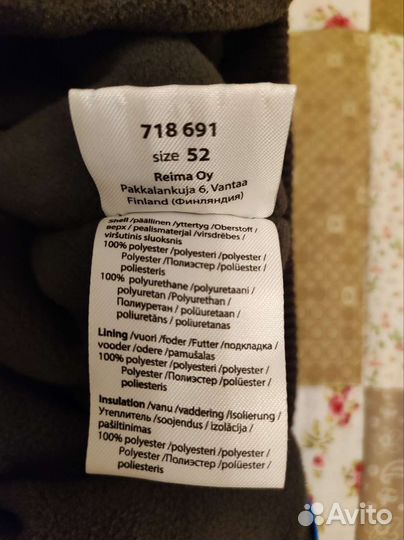 718 691
size 52
Reima Oy
Pakkalankuja 6, Vantaa
Finland (Финляндия)
Shell /päällinen /yttertyg /Oberstoff /
верх / pealismaterjal /virsdrēbes /
viršutinis sluoksnis
100% polyester /polyesteri /polyester /
Polyester /Полиэстер /polüester /
poliesteris
100% polyurethane /polyuretaani /
polyuretan /Polyurethan /
Полиуретан / polüuretaan /
poliuretāns / poliuretanas
Lining /vuori /foder /Futter /подкладка /
vooder /odere /pamušalas
100% polyester /polyesteri /polyester /
Polyester /Полиэстер /polüester /
poliesteris
Insulation /vanu /vaddering /Isolierung /
Утеплитель /soojendus / izolācija /
pašiltinimas
100% polyester /polyesteri /polyester /
Polyester /Полиэстер /polüester /
poliesteris
Avito